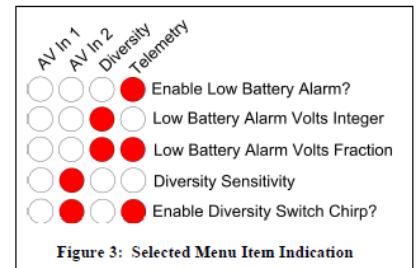 AV In 1
AV In 2
Diversity
Telemetry
Enable Low Battery Alarm?
Low Battery Alarm Volts Integer
Low Battery Alarm Volts Fraction
Diversity Sensitivity
Enable Diversity Switch Chirp?
Figure 3: Selected Menu Item Indication